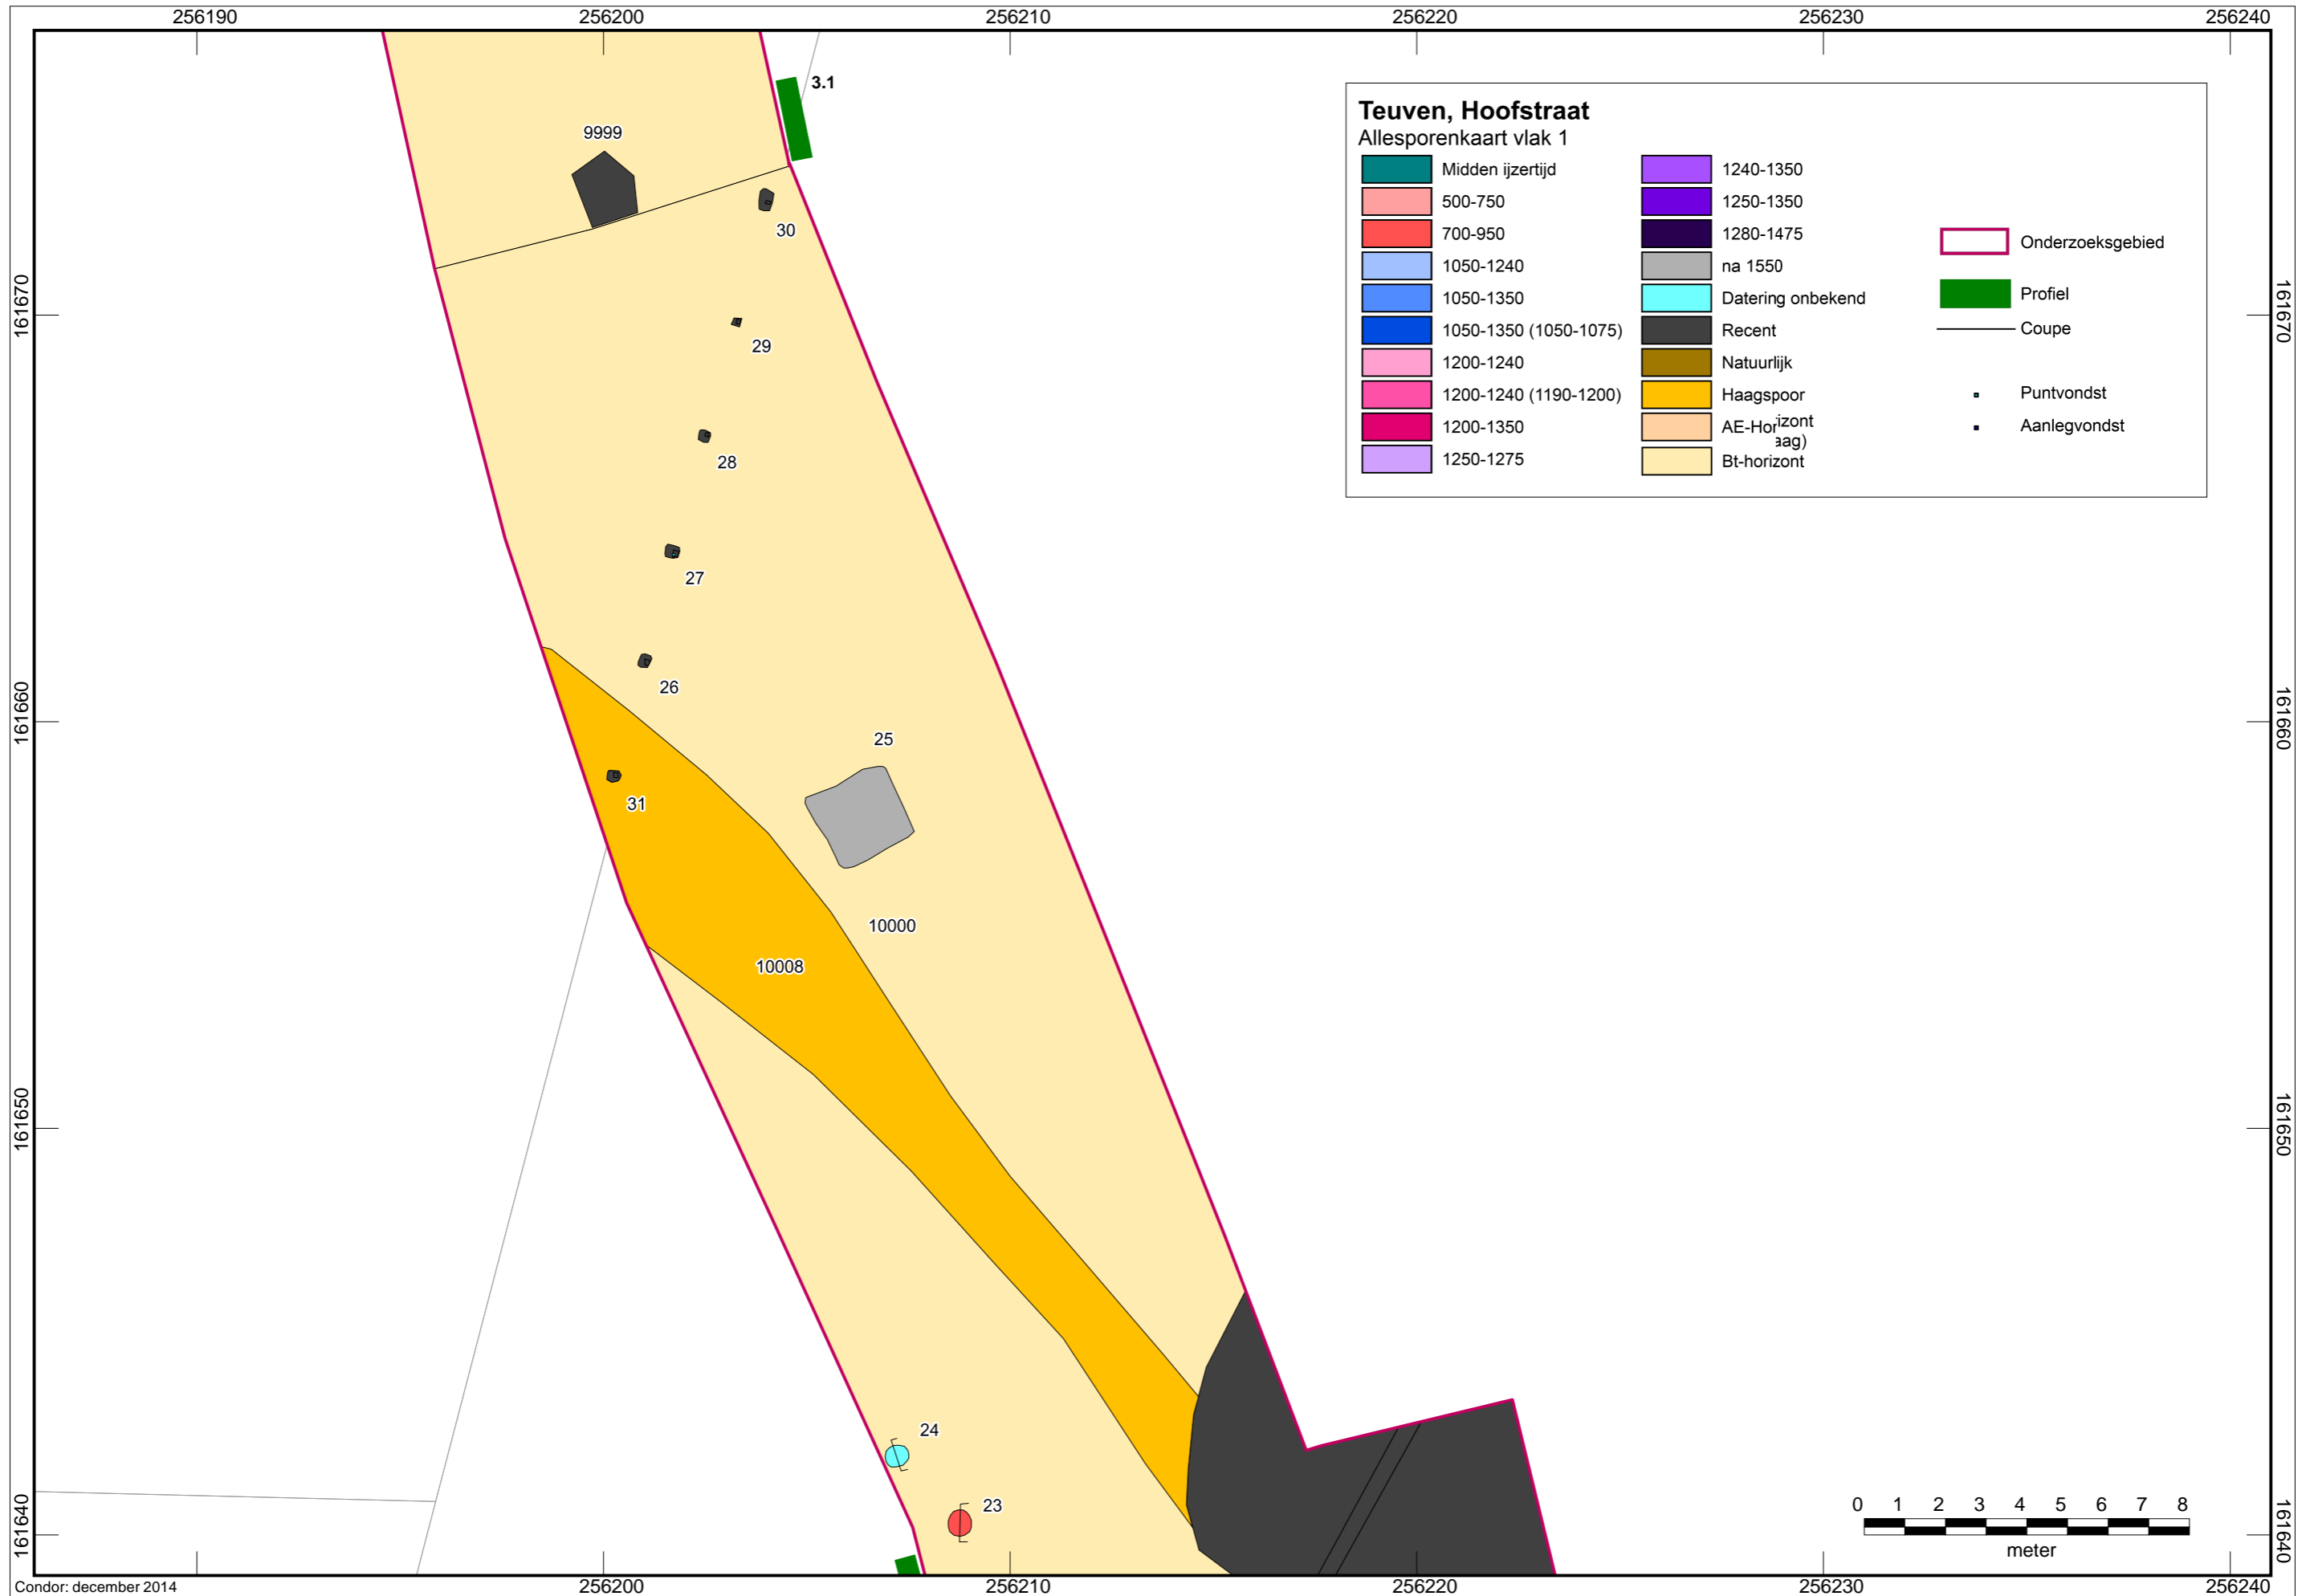 256190 256200 256210 256220 256230 256240
3.1
Teuven, Hoofstraat
Allesporenkaart vlak 1
Midden ijzertijd
500-750
700-950
1050-1240
1050-1350
1050-1350 (1050-1075)
1200-1240
1200-1240 (1190-1200)
1200-1350
1250-1275
1240-1350
1250-1350
1280-1475
na 1550
Datering onbekend
Recent
Natuurlijk
Haagspoor
AE-Horizont
aag)
Bt-horizont
Onderzoeksgebied
Profiel
Coupe
Puntvondst
Aanlegvondst
9999
30
161670 161670
29
28
27
26
161660 161660
25
31
10000
10008
161650 161650
24
23
161640 161640
0 1 2 3 4 5 6 7 8
meter
256200 256210 256220 256230 256240
Condor: december 2014